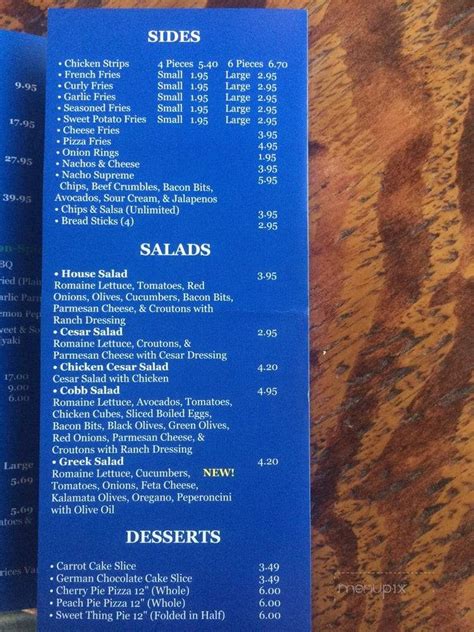 9.95
17.95
27.95
39.95
BBQ
17.00
9.00
6.00
Large
5.69
5.69
SIDES
• Chicken Strips 4 Pieces 5.40 6 Pieces 6.70
• French Fries Small 1.95 Large 2.95
• Curly Fries Small 1.95 Large 2.95
• Garlic Fries Small 1.95 Large 2.95
• Seasoned Fries Small 1.95 Large 2.95
• Sweet Potato Fries Small 1.95 Large 2.95
• Cheese Fries 3.95
• Pizza Fries 4.95
• Onion Rings 1.95
• Nachos & Cheese 3.95
• Nacho Supreme 5.95
Chips, Beef Crumbles, Bacon Bits,
Avocados, Sour Cream, & Jalapenos
• Chips & Salsa (Unlimited) 3.95
• Bread Sticks (4) 2.95
SALADS
• House Salad 3.95
Romaine Lettuce, Tomatoes, Red
Onions, Olives, Cucumbers, Bacon Bits,
Parmesan Cheese, & Croutons with
Ranch Dressing
• Cesar Salad 2.95
Romaine Lettuce, Croutons, &
Parmesan Cheese with Cesar Dressing
• Chicken Cesar Salad 4.20
Cesar Salad with Chicken
• Cobb Salad 4.95
Romaine Lettuce, Avocados, Tomatoes,
Chicken Cubes, Sliced Boiled Eggs,
Bacon Bits, Black Olives, Green Olives,
Red Onions, Parmesan Cheese, &
Croutons with Ranch Dressing
• Greek Salad 4.20
Romaine Lettuce, Cucumbers, NEW!
Tomatoes, Onions, Feta Cheese,
Kalamata Olives, Oregano, Peperoncini
with Olive Oil
DESSERTS
• Carrot Cake Slice 3.49
• German Chocolate Cake Slice 3.49
• Cherry Pie Pizza 12" (Whole) 6.00
• Peach Pie Pizza 12" (Whole) 6.00
• Sweet Thing Pie 12" (Folded in Half) 6.00
menupix